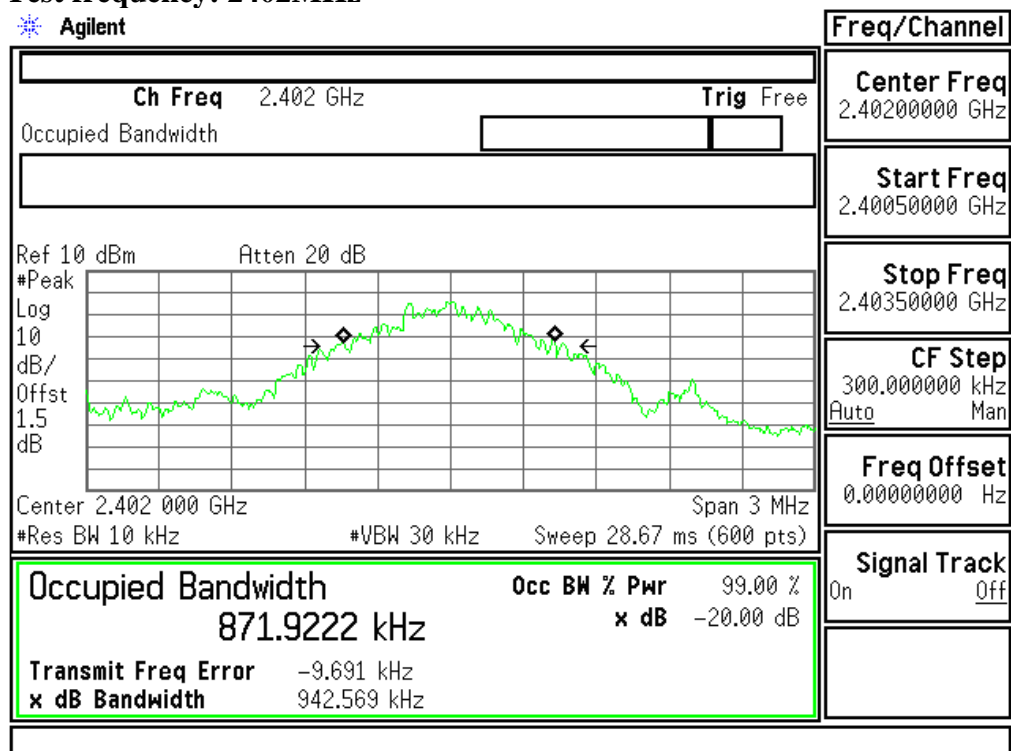 Test frequency: 2402MHz
Agilent
Freq/Channel
Ch Freq 2.402 GHz Trig Free
Occupied Bandwidth
Center Freq
2.40200000 GHz
Start Freq
2.40050000 GHz
Stop Freq
2.40350000 GHz
CF Step
300.000000 kHz
Auto Man
Freq Offset
0.00000000 Hz
Signal Track
On Off
Ref 10 dBm Atten 20 dB
#Peak
Log
10
dB/
Offst
1.5
dB
Center 2.402 000 GHz Span 3 MHz
#Res BW 10 kHz #VBW 30 kHz Sweep 28.67 ms (600 pts)
Occupied Bandwidth
871.9222 kHz
Occ BW % Pwr 99.00 %
x dB -20.00 dB
Transmit Freq Error -9.691 kHz
x dB Bandwidth 942.569 kHz